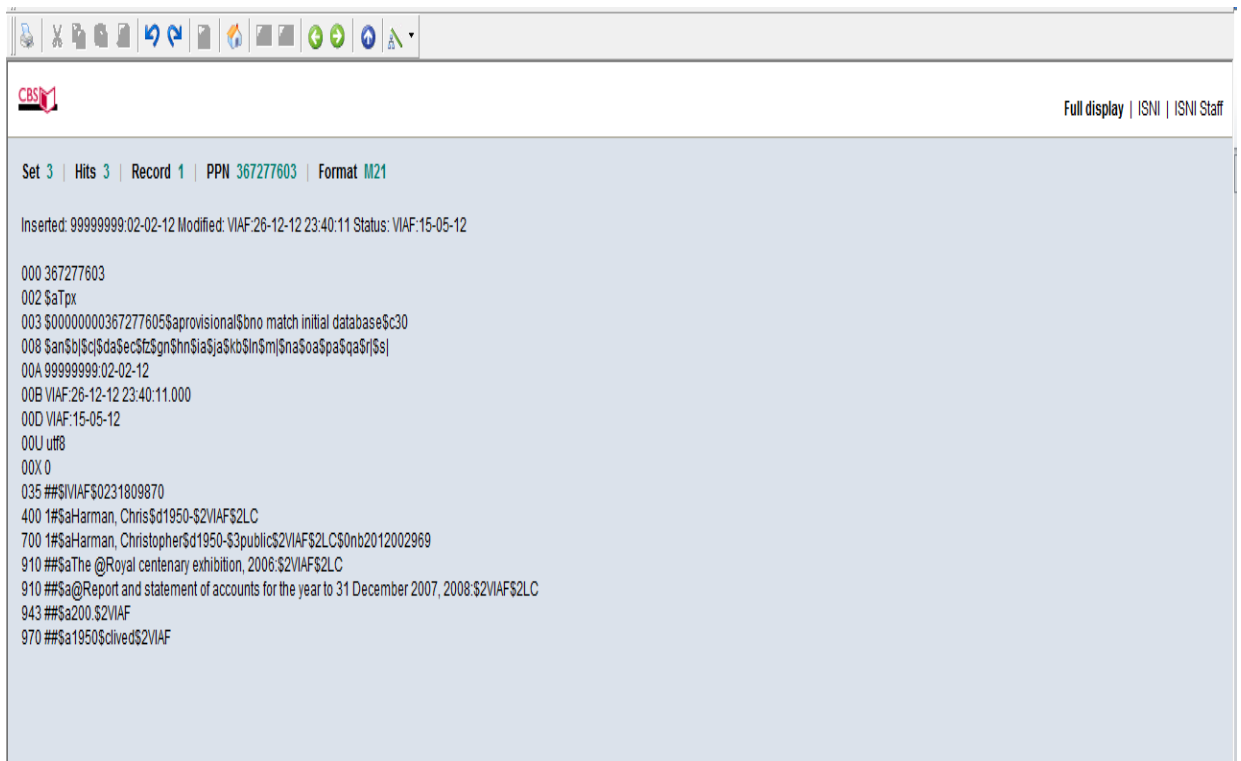 CBS
Full display | ISNI | ISNI Staff
Set 3 | Hits 3 | Record 1 | PPN 367277603 | Format M21
Inserted: 99999999:02-02-12 Modified: VIAF:26-12-12 23:40:11 Status: VIAF:15-05-12
000 367277603
002 $aTpx
003 $00000000367277605$aprovisional$bno match initial database$c30
008 $an$b|$c|$da$ec$fz$gn$hn$ia$ja$kb$ln$m|$na$oa$pa$qa$r|$s|
00A 99999999:02-02-12
00B VIAF:26-12-12 23:40:11.000
00D VIAF:15-05-12
00U utf8
00X 0
035 ##$IVIAF$0231809870
400 1#$aHarman, Chris$d1950-$2VIAF$2LC
700 1#$aHarman, Christopher$d1950-$3public$2VIAF$2LC$0nb2012002969
910 ##$aThe @Royal centenary exhibition, 2006:$2VIAF$2LC
910 ##$a@Report and statement of accounts for the year to 31 December 2007, 2008:$2VIAF$2LC
943 ##$a200.$2VIAF
970 ##$a1950$clived$2VIAF